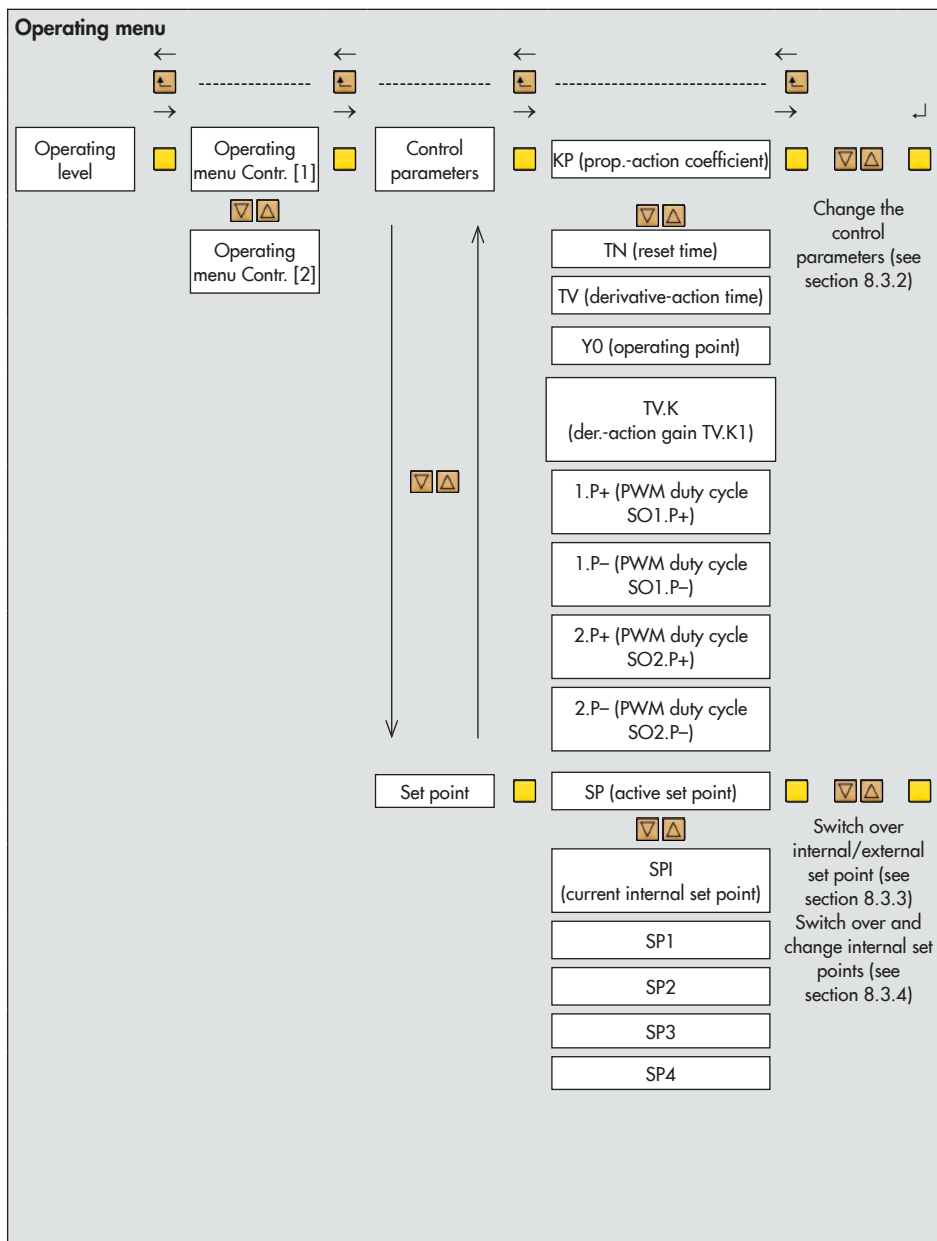 Operating menu
← ← ← ←
→ → → → ↵
Operating
level
Operating
menu Contr. [1]
Control
parameters
KP (prop.-action coefficient)
Operating
menu Contr. [2]
Change the
control
parameters (see
section 8.3.2)
TN (reset time)
TV (derivative-action time)
Y0 (operating point)
TV.K
(der.-action gain TV.K1)
1.P+ (PWM duty cycle
SO1.P+)
1.P– (PWM duty cycle
SO1.P–)
2.P+ (PWM duty cycle
SO2.P+)
2.P– (PWM duty cycle
SO2.P–)
Set point
SP (active set point)
Switch over
internal/external
set point (see
section 8.3.3)
Switch over and
change internal set
points (see
section 8.3.4)
SPI
(current internal set point)
SP1
SP2
SP3
SP4